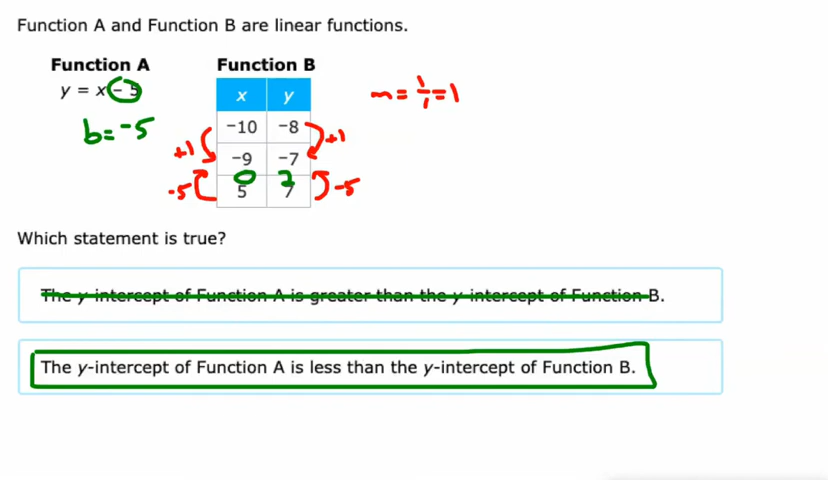 Function A and Function B are linear functions.
Function A
y = x − 5
b = -5
Function B
x y
−10 −8
−9 −7
0 2
5 7
+1
+1
-5
-5
m = 1/1 = 1
Which statement is true?
The y-intercept of Function A is greater than the y-intercept of Function B.
The y-intercept of Function A is less than the y-intercept of Function B.